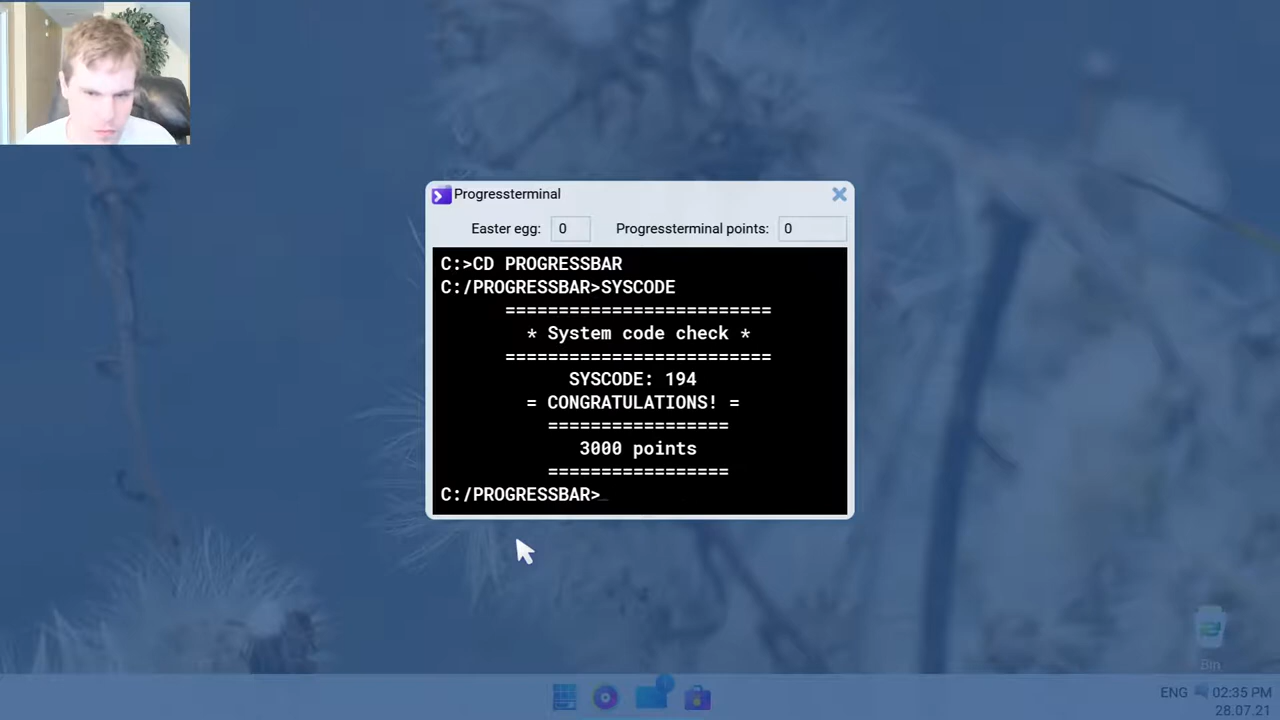 Progressterminal
Easter egg: 0 Progressterminal points: 0
C:>CD PROGRESSBAR
C:/PROGRESSBAR>SYSCODE
=========================
* System code check *
=========================
SYSCODE: 194
= CONGRATULATIONS! =
=================
3000 points
=================
C:/PROGRESSBAR>_
Bin
ENG 02:35 PM
28.07.21